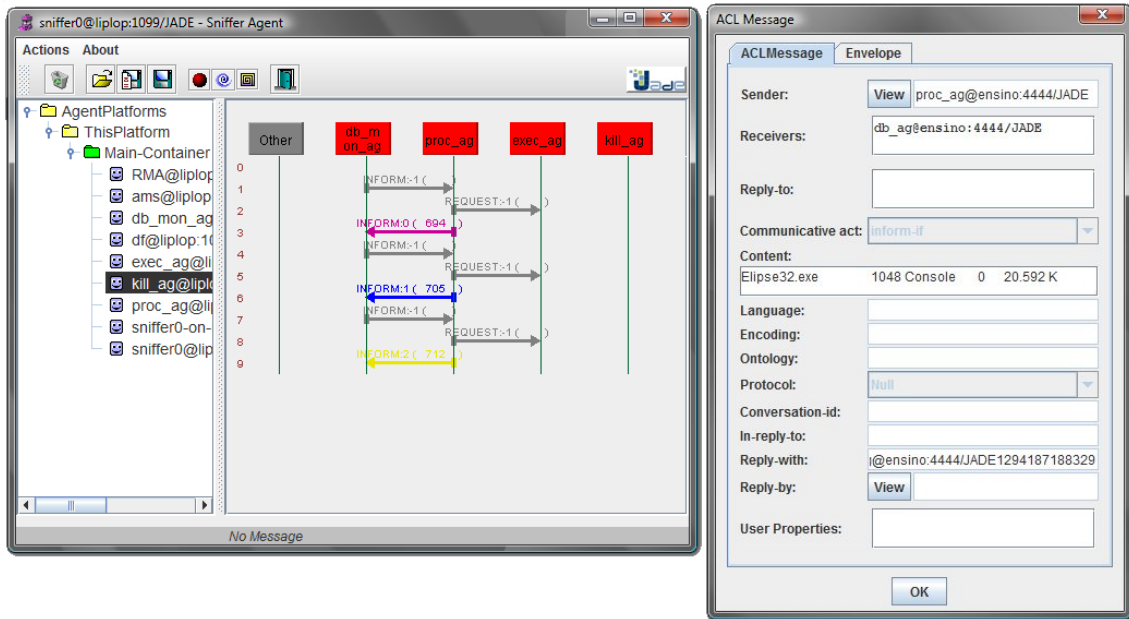 sniffer0@liplop:1099/JADE - Sniffer Agent
Actions About
Jade
AgentPlatforms
ThisPlatform
Main-Container
RMA@liplop
ams@liplop
db_mon_ag
df@liplop:10
exec_ag@li
kill_ag@liplo
proc_ag@lip
sniffer0-on-
sniffer0@lip
Other
db_m
on_ag
proc_ag
exec_ag
kill_ag
0
INFORM:-1 ( )
1
REQUEST:-1 ( )
2
INFORM:0 ( 694 )
3
INFORM:-1 ( )
4
REQUEST:-1 ( )
5
INFORM:1 ( 705 )
6
INFORM:-1 ( )
7
REQUEST:-1 ( )
8
INFORM:2 ( 712 )
9
No Message
ACL Message
ACLMessage Envelope
Sender: View proc_ag@ensino:4444/JADE
Receivers: db_ag@ensino:4444/JADE
Reply-to:
Communicative act: inform-if
Content:
Elipse32.exe 1048 Console 0 20.592 K
Language:
Encoding:
Ontology:
Protocol: Null
Conversation-id:
In-reply-to:
Reply-with: @ensino:4444/JADE1294187188329
Reply-by: View
User Properties:
OK